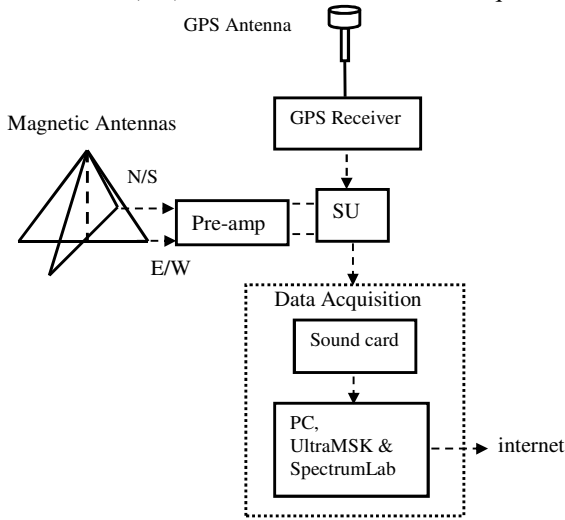 GPS Antenna
GPS Receiver
Magnetic Antennas
N/S
Pre-amp
SU
E/W
Data Acquisition
Sound card
PC,
UltraMSK &
SpectrumLab
internet